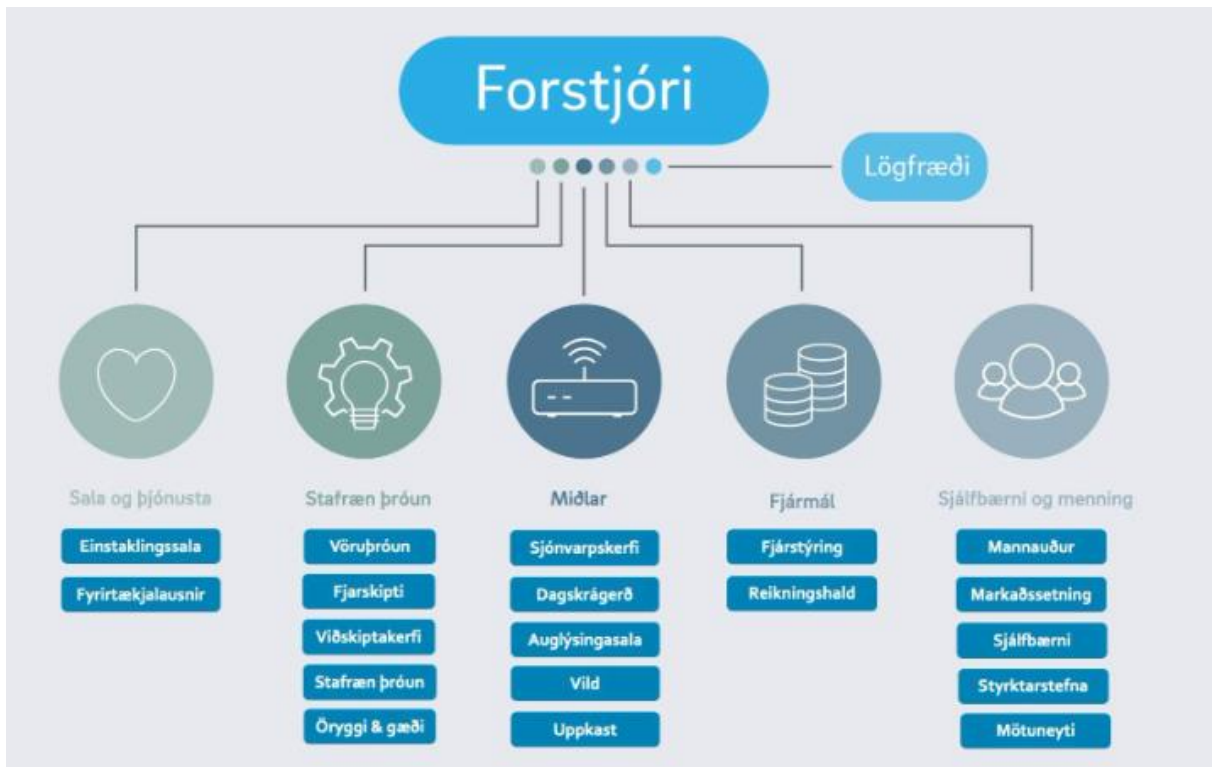 Forstjóri
Lögfræði
Sala og þjónusta
Einstaklingssala
Fyrirtækjalausnir
Stafræn þróun
Vöruþróun
Fjarskipti
Viðskiptakerfi
Stafræn þróun
Öryggi & gæði
Miðlar
Sjónvarpskerfi
Dagskrágerð
Auglýsingasala
Vild
Uppkast
Fjármál
Fjárstýring
Reikningshald
Sjálfbærni og menning
Mannauður
Markaðssetning
Sjálfbærni
Styrktarstefna
Mötuneyti